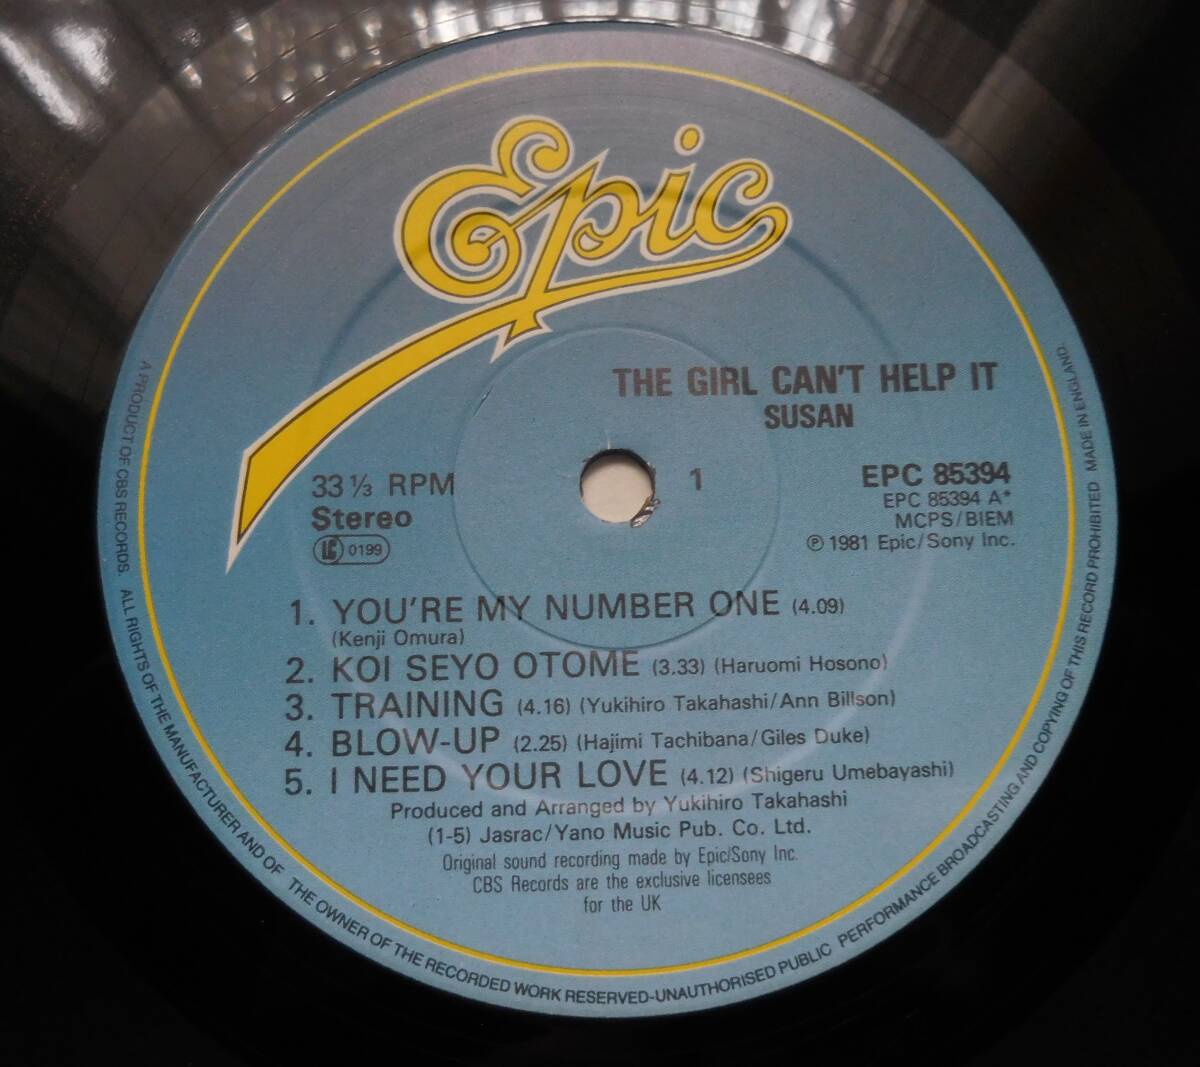 Epic
THE GIRL CAN'T HELP IT
SUSAN
33 ⅓ RPM
Stereo
LC 0199
1
EPC 85394
EPC 85394 A*
MCPS/BIEM
℗ 1981 Epic/Sony Inc.
1. YOU'RE MY NUMBER ONE (4.09)
(Kenji Omura)
2. KOI SEYO OTOME (3.33) (Haruomi Hosono)
3. TRAINING (4.16) (Yukihiro Takahashi/Ann Billson)
4. BLOW-UP (2.25) (Hajimi Tachibana/Giles Duke)
5. I NEED YOUR LOVE (4.12) (Shigeru Umebayashi)
Produced and Arranged by Yukihiro Takahashi
(1-5) Jasrac/Yano Music Pub. Co. Ltd.
Original sound recording made by Epic/Sony Inc.
CBS Records are the exclusive licensees
for the UK
A PRODUCT OF CBS RECORDS. ALL RIGHTS OF THE MANUFACTURER AND OF THE OWNER OF THE RECORDED WORK RESERVED-UNAUTHORISED PUBLIC PERFORMANCE BROADCASTING AND COPYING OF THIS RECORD PROHIBITED MADE IN ENGLAND.